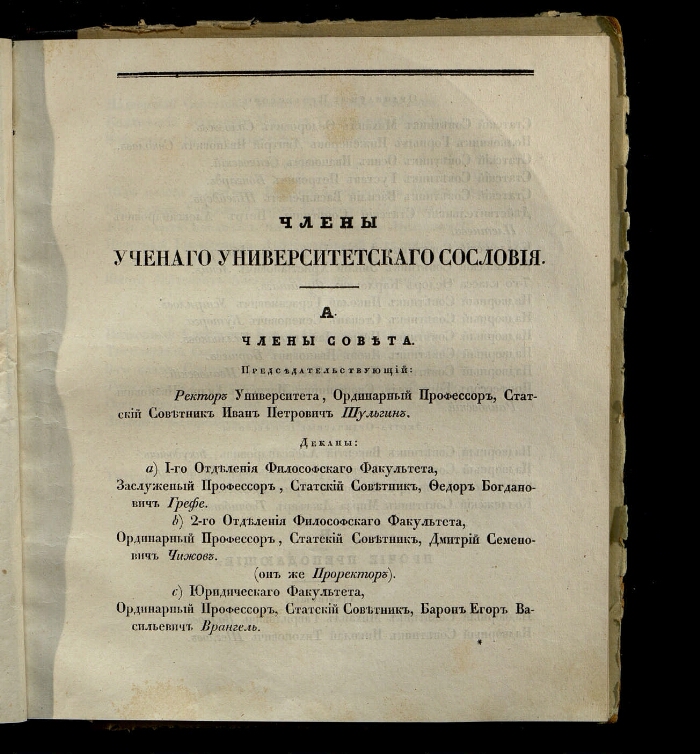 ЧЛЕНЫ
УЧЕНАГО УНИВЕРСИТЕТСКАГО СОСЛОВІЯ.
А.
ЧЛЕНЫ СОВѢТА.
Предсѣдательствующій:
Ректоръ Университета, Ординарный Профессоръ, Стат-
скій Совѣтникъ Иванъ Петровичъ Шульгинъ.
Деканы:
a) I-го Отдѣленія Философскаго Факультета,
Заслуженый Профессоръ, Статскій Совѣтникъ, Ѳедоръ Богдано-
вичъ Грефе.
b) 2-го Отдѣленія Философскаго Факультета,
Ординарный Профессоръ, Статскій Совѣтникъ, Дмитрій Семено-
вичъ Чижовъ.
(онъ же Проректоръ).
c) Юридическаго Факультета,
Ординарный Профессоръ, Статскій Совѣтникъ, Баронъ Егоръ Ва-
сильевичъ Врангель.